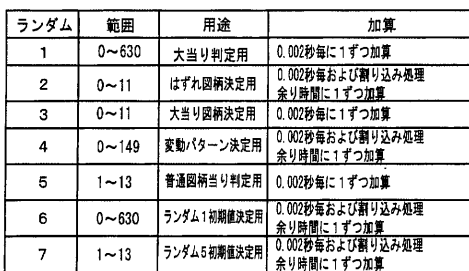 ランダム 範囲 用途 加算
1 0～630 大当り判定用 0.002秒毎に1ずつ加算
2 0～11 はずれ図柄決定用 0.002秒毎および割り込み処理
余り時間に1ずつ加算
3 0～11 大当り図柄決定用 0.002秒毎に1ずつ加算
4 0～149 変動パターン決定用 0.002秒毎および割り込み処理
余り時間に1ずつ加算
5 1～13 普通図柄当り判定用 0.002秒毎に1ずつ加算
6 0～630 ランダム1初期値決定用 0.002秒毎および割り込み処理
余り時間に1ずつ加算
7 1～13 ランダム5初期値決定用 0.002秒毎および割り込み処理
余り時間に1ずつ加算